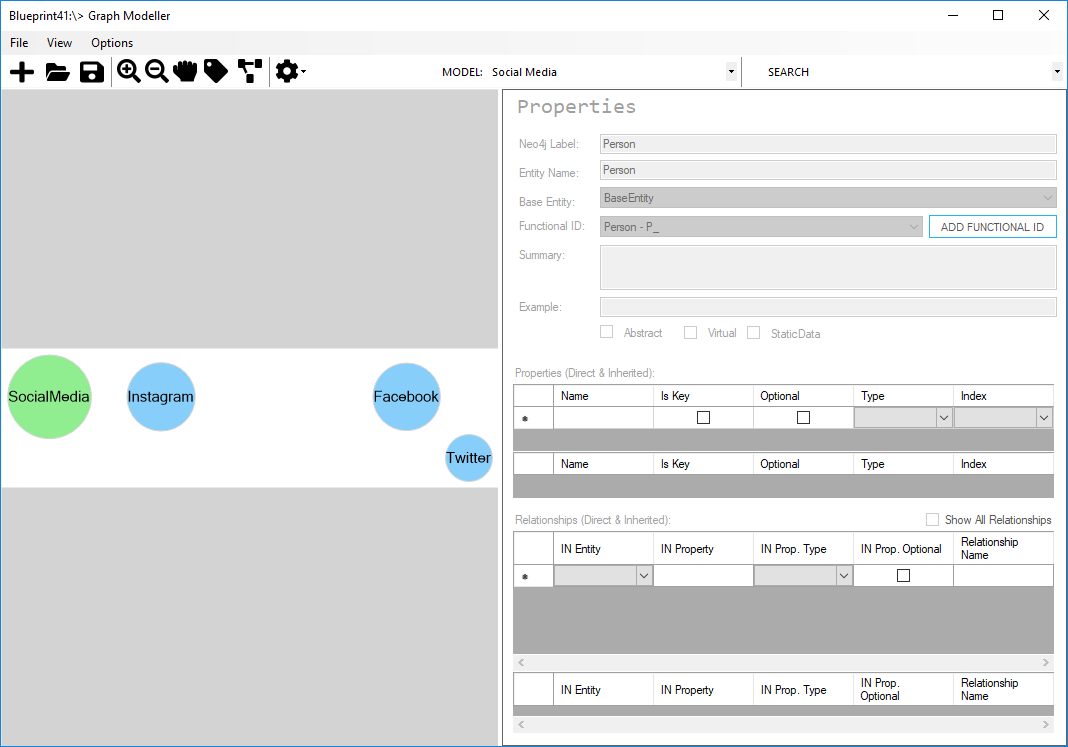 Blueprint41:\> Graph Modeller
File View Options
MODEL: Social Media SEARCH
SocialMedia Instagram Facebook
Twitter
Properties
Neo4j Label: Person
Entity Name: Person
Base Entity: BaseEntity
Functional ID: Person - P_ ADD FUNCTIONAL ID
Summary:
Example:
Abstract Virtual StaticData
Properties (Direct & Inherited):
Name Is Key Optional Type Index
Name Is Key Optional Type Index
Relationships (Direct & Inherited): Show All Relationships
IN Entity IN Property IN Prop. Type IN Prop. Optional Relationship
Name
IN Entity IN Property IN Prop. Type IN Prop. Relationship
Optional Name